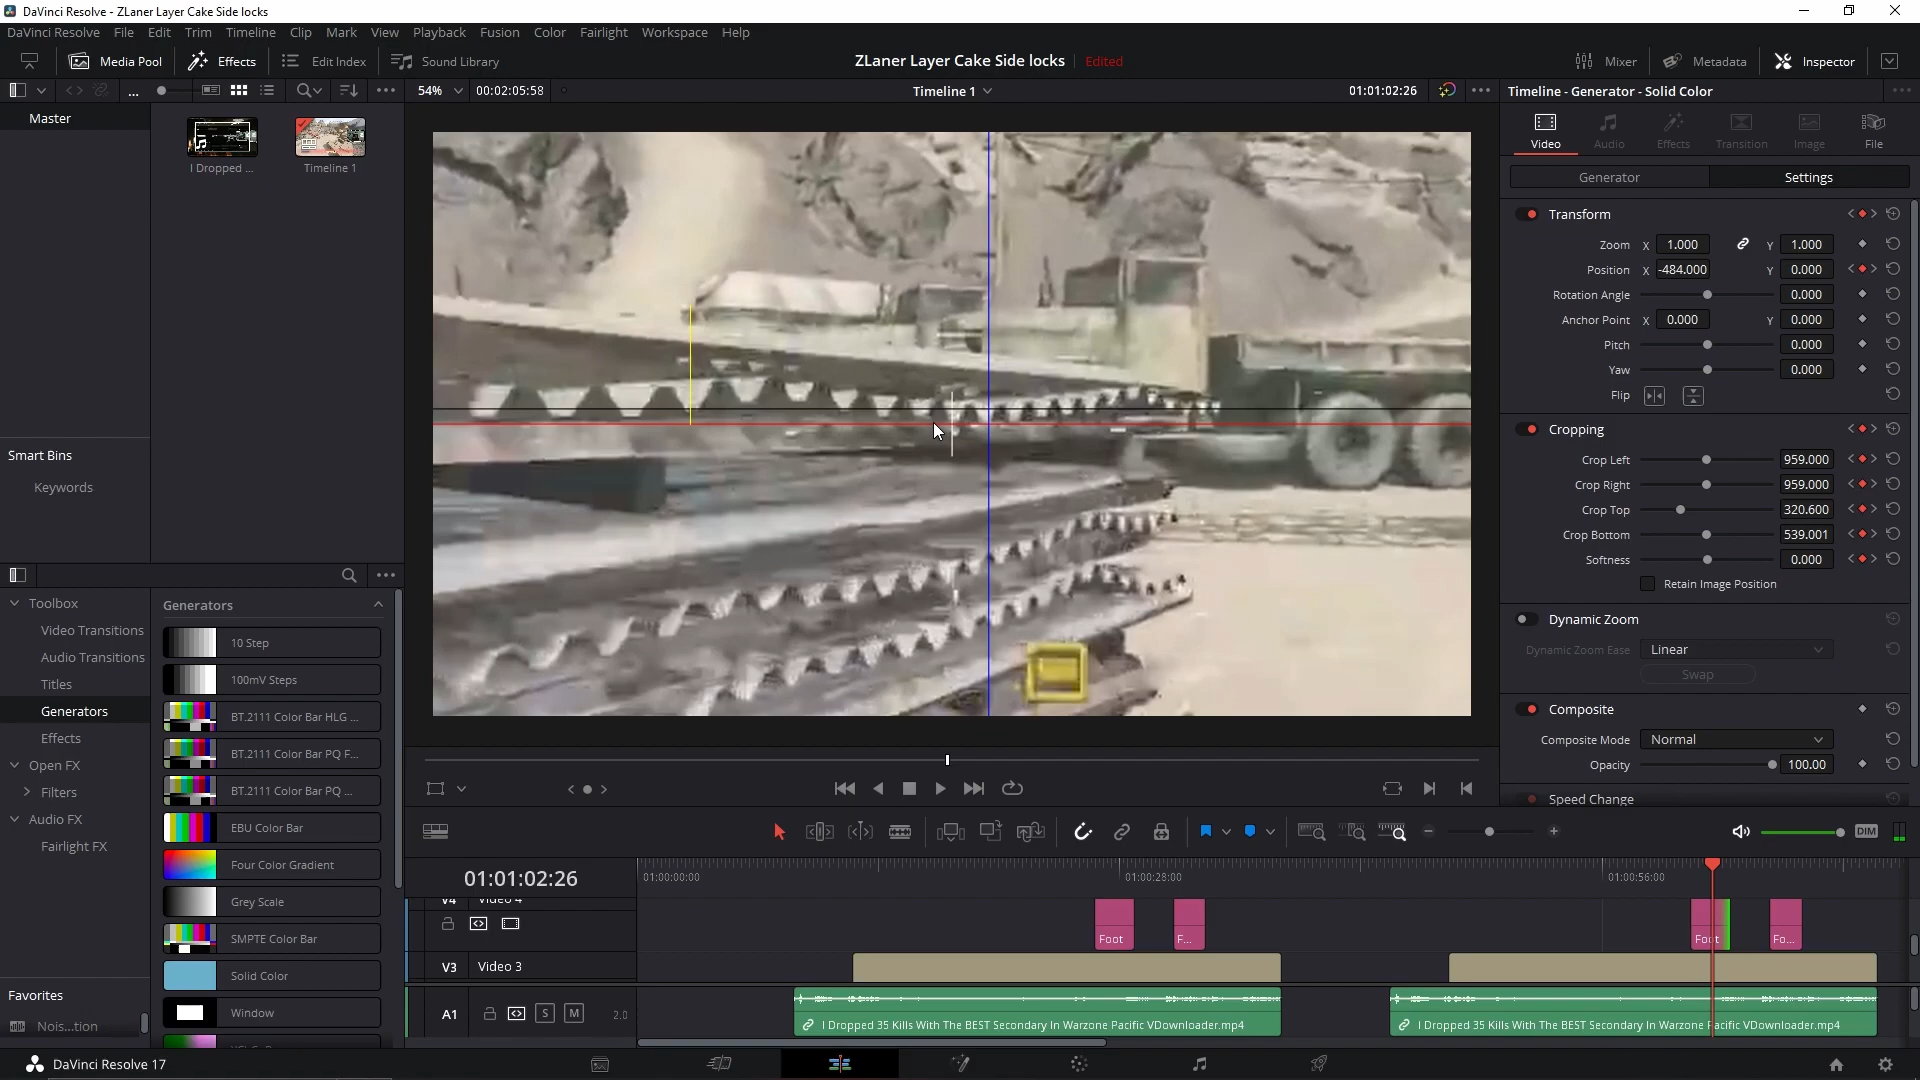 DaVinci Resolve - ZLaner Layer Cake Side locks
DaVinci Resolve File Edit Trim Timeline Clip Mark View Playback Fusion Color Fairlight Workspace Help
Media Pool Effects Edit Index Sound Library ZLaner Layer Cake Side locks Edited Mixer Metadata Inspector
54% 00:02:05:58 Timeline 1 01:01:02:26 Timeline - Generator - Solid Color
Master
I Dropped ... Timeline 1
Smart Bins
Keywords
Video Audio Effects Transition Image File
Generator Settings
Transform
Zoom X 1.000 Y 1.000
Position X -484.000 Y 0.000
Rotation Angle 0.000
Anchor Point X 0.000 Y 0.000
Pitch 0.000
Yaw 0.000
Flip
Cropping
Crop Left 959.000
Crop Right 959.000
Crop Top 320.600
Crop Bottom 539.001
Softness 0.000
Retain Image Position
Dynamic Zoom
Dynamic Zoom Ease Linear
Swap
Composite
Composite Mode Normal
Opacity 100.00
Speed Change
Toolbox
Video Transitions
Audio Transitions
Titles
Generators
Effects
Open FX
Filters
Audio FX
Fairlight FX
Favorites
Nois...tion
Generators
10 Step
100mV Steps
BT.2111 Color Bar HLG ...
BT.2111 Color Bar PQ F...
BT.2111 Color Bar PQ ...
EBU Color Bar
Four Color Gradient
Grey Scale
SMPTE Color Bar
Solid Color
Window
DIM
01:01:02:26 01:00:00:00 01:00:28:00 01:00:56:00
V4 Video 4
Foot F... Foot Fo...
V3 Video 3
A1 S M 2.0
I Dropped 35 Kills With The BEST Secondary In Warzone Pacific VDownloader.mp4 I Dropped 35 Kills With The BEST Secondary In Warzone Pacific VDownloader.mp4
DaVinci Resolve 17